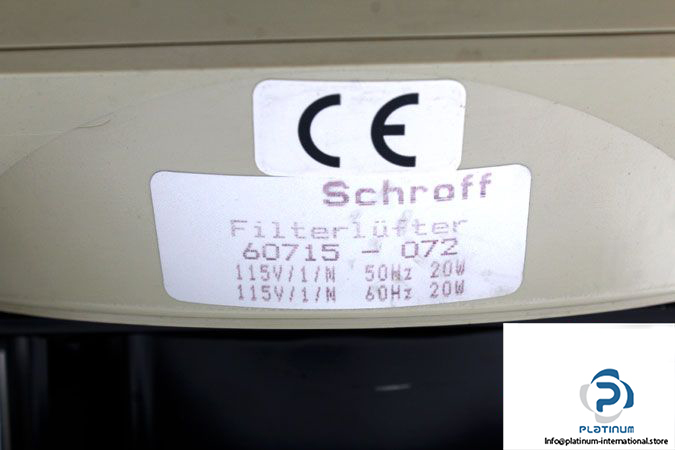 CE
Schroff
Filterlüfter
60715 - 072
115V/1/N 50Hz 20W
115V/1/N 60Hz 20W
P
PLATINUM
Info@platinum-international.store